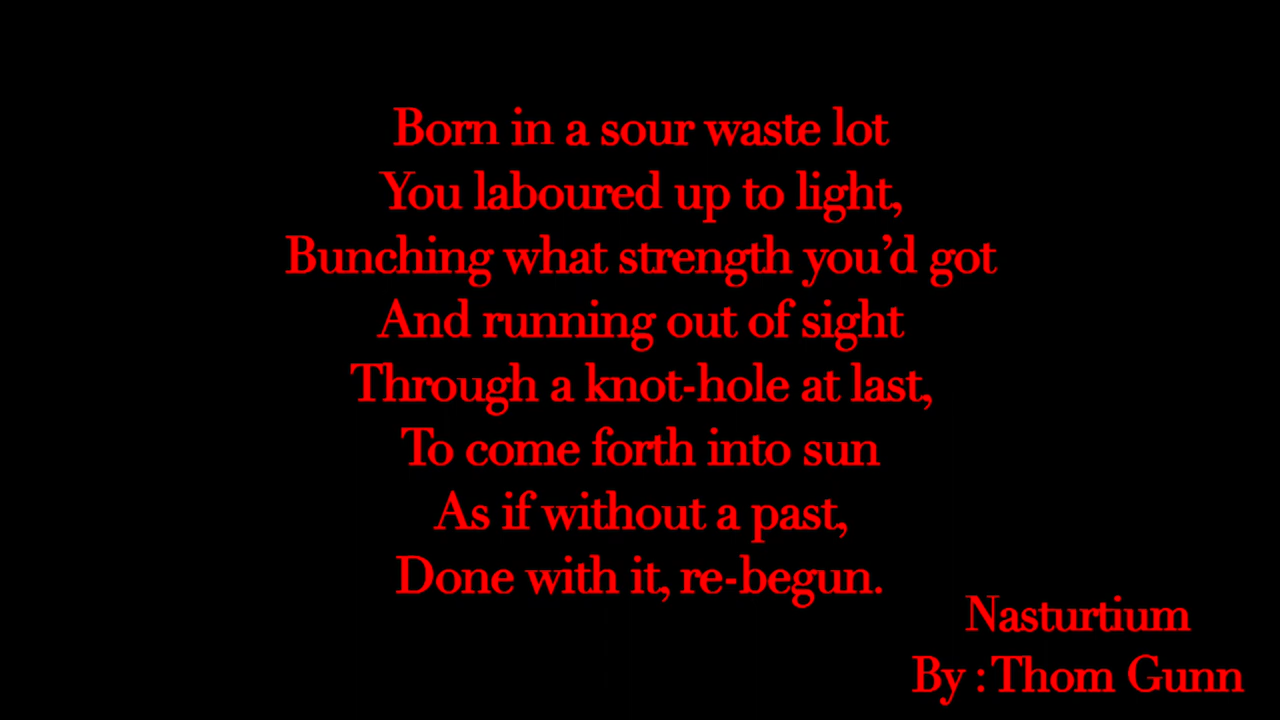 Born in a sour waste lot
You laboured up to light,
Bunching what strength you’d got
And running out of sight
Through a knot-hole at last,
To come forth into sun
As if without a past,
Done with it, re-begun.
Nasturtium
By : Thom Gunn